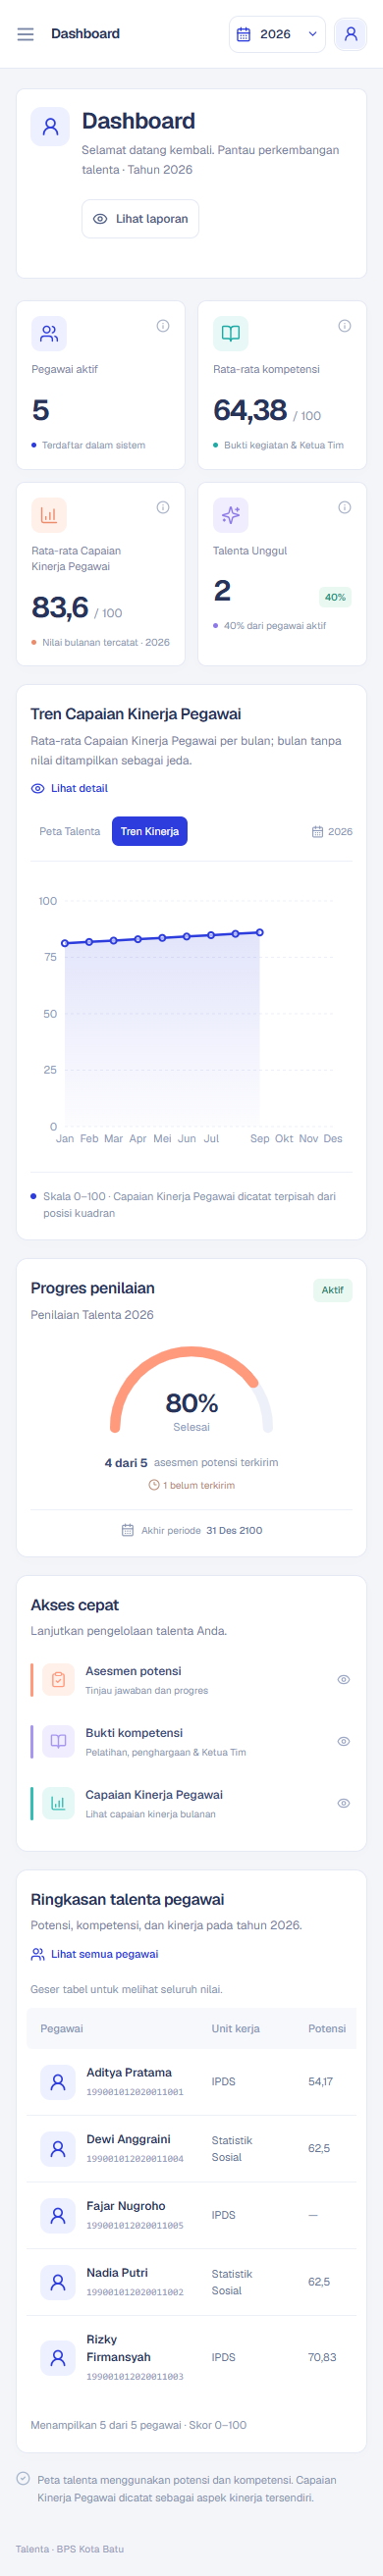 Dashboard
2026
Dashboard
Selamat datang kembali. Pantau perkembangan
talenta · Tahun 2026
Lihat laporan
Pegawai aktif
5
Terdaftar dalam sistem
Rata-rata kompetensi
64,38 / 100
Bukti kegiatan & Ketua Tim
Rata-rata Capaian
Kinerja Pegawai
83,6 / 100
Nilai bulanan tercatat · 2026
Talenta Unggul
2
40%
40% dari pegawai aktif
Tren Capaian Kinerja Pegawai
Rata-rata Capaian Kinerja Pegawai per bulan; bulan tanpa
nilai ditampilkan sebagai jeda.
Lihat detail
Peta Talenta
Tren Kinerja
2026
100
75
50
25
0
Jan Feb Mar Apr Mei Jun Jul Sep Okt Nov Des
Skala 0–100 · Capaian Kinerja Pegawai dicatat terpisah dari
posisi kuadran
Progres penilaian
Aktif
Penilaian Talenta 2026
80%
Selesai
4 dari 5 asesmen potensi terkirim
1 belum terkirim
Akhir periode 31 Des 2100
Akses cepat
Lanjutkan pengelolaan talenta Anda.
Asesmen potensi
Tinjau jawaban dan progres
Bukti kompetensi
Pelatihan, penghargaan & Ketua Tim
Capaian Kinerja Pegawai
Lihat capaian kinerja bulanan
Ringkasan talenta pegawai
Potensi, kompetensi, dan kinerja pada tahun 2026.
Lihat semua pegawai
Geser tabel untuk melihat seluruh nilai.
Pegawai Unit kerja Potensi
Aditya Pratama
199001012020011001
IPDS
54,17
Dewi Anggraini
199001012020011004
Statistik
Sosial
62,5
Fajar Nugroho
199001012020011005
IPDS
—
Nadia Putri
199001012020011002
Statistik
Sosial
62,5
Rizky
Firmansyah
199001012020011003
IPDS
70,83
Menampilkan 5 dari 5 pegawai · Skor 0–100
Peta talenta menggunakan potensi dan kompetensi. Capaian
Kinerja Pegawai dicatat sebagai aspek kinerja tersendiri.
Talenta · BPS Kota Batu